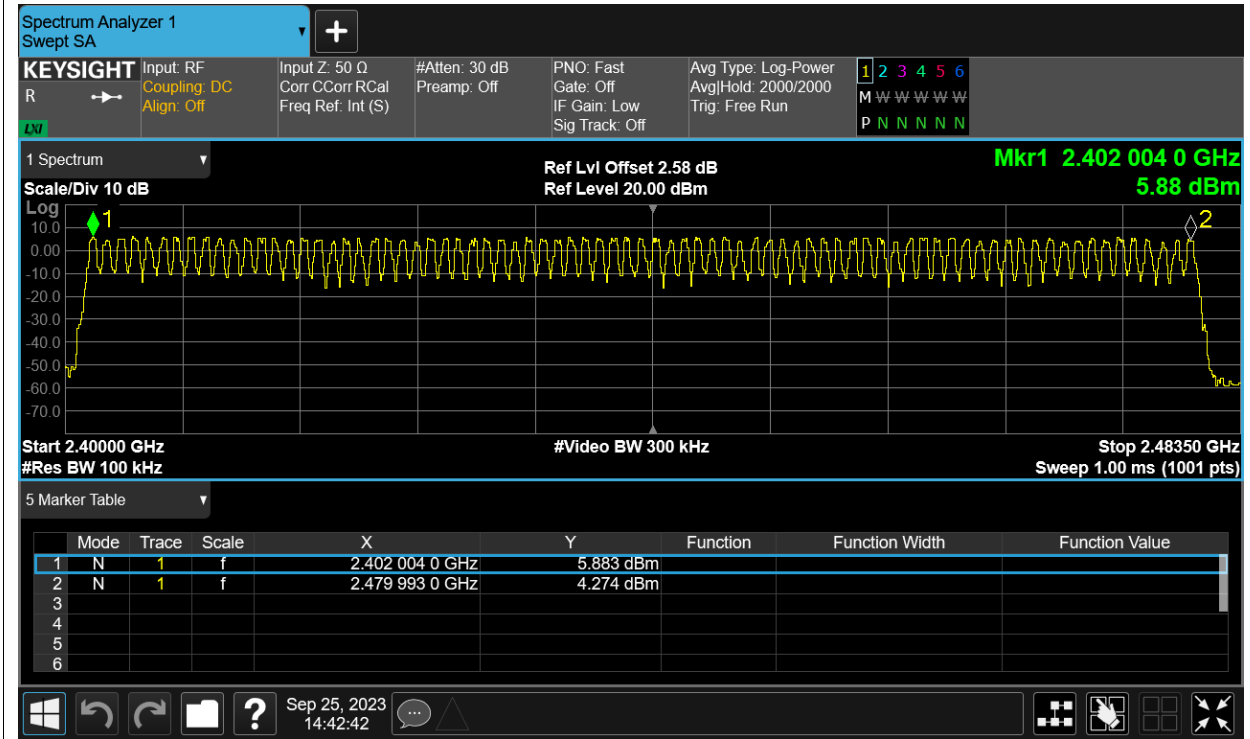 Spectrum Analyzer 1
Swept SA
KEYSIGHT
R
LXI
Input: RF
Coupling: DC
Align: Off
Input Z: 50 Ω
Corr CCorr RCal
Freq Ref: Int (S)
#Atten: 30 dB
Preamp: Off
PNO: Fast
Gate: Off
IF Gain: Low
Sig Track: Off
Avg Type: Log-Power
Avg|Hold: 2000/2000
Trig: Free Run
1 2 3 4 5 6
M W W W W W W
P N N N N N N
1 Spectrum
Scale/Div 10 dB
Ref Lvl Offset 2.58 dB
Ref Level 20.00 dBm
Mkr1 2.402 004 0 GHz
5.88 dBm
Log
10.0
0.00
-10.0
-20.0
-30.0
-40.0
-50.0
-60.0
-70.0
1
2
Start 2.40000 GHz
#Res BW 100 kHz
#Video BW 300 kHz
Stop 2.48350 GHz
Sweep 1.00 ms (1001 pts)
5 Marker Table
Mode Trace Scale X Y Function Function Width Function Value
1 N 1 f 2.402 004 0 GHz 5.883 dBm
2 N 1 f 2.479 993 0 GHz 4.274 dBm
3
4
5
6
?
Sep 25, 2023
14:42:42